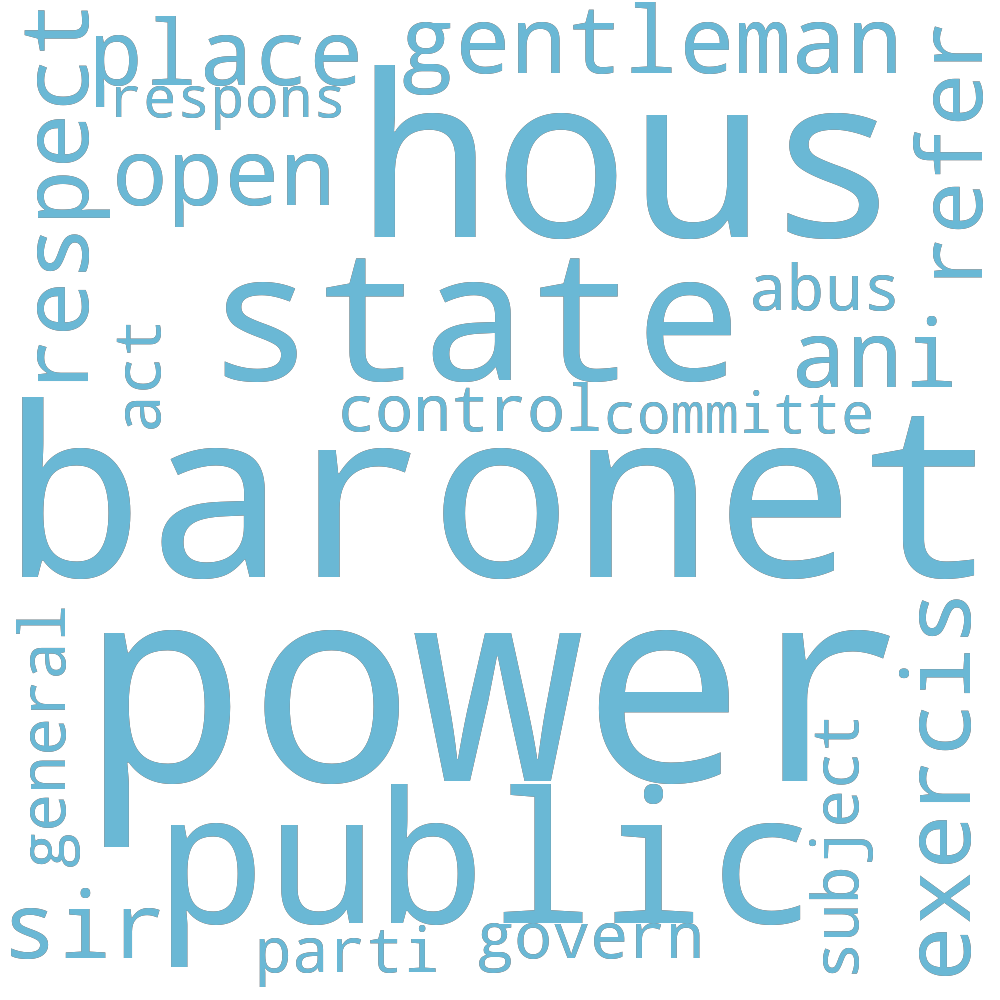 respect
place
gentleman
respons
hous
refer
open
state
abus
ani
act
control
committe
baronet
general
power
exercis
public
subject
sir
parti
govern